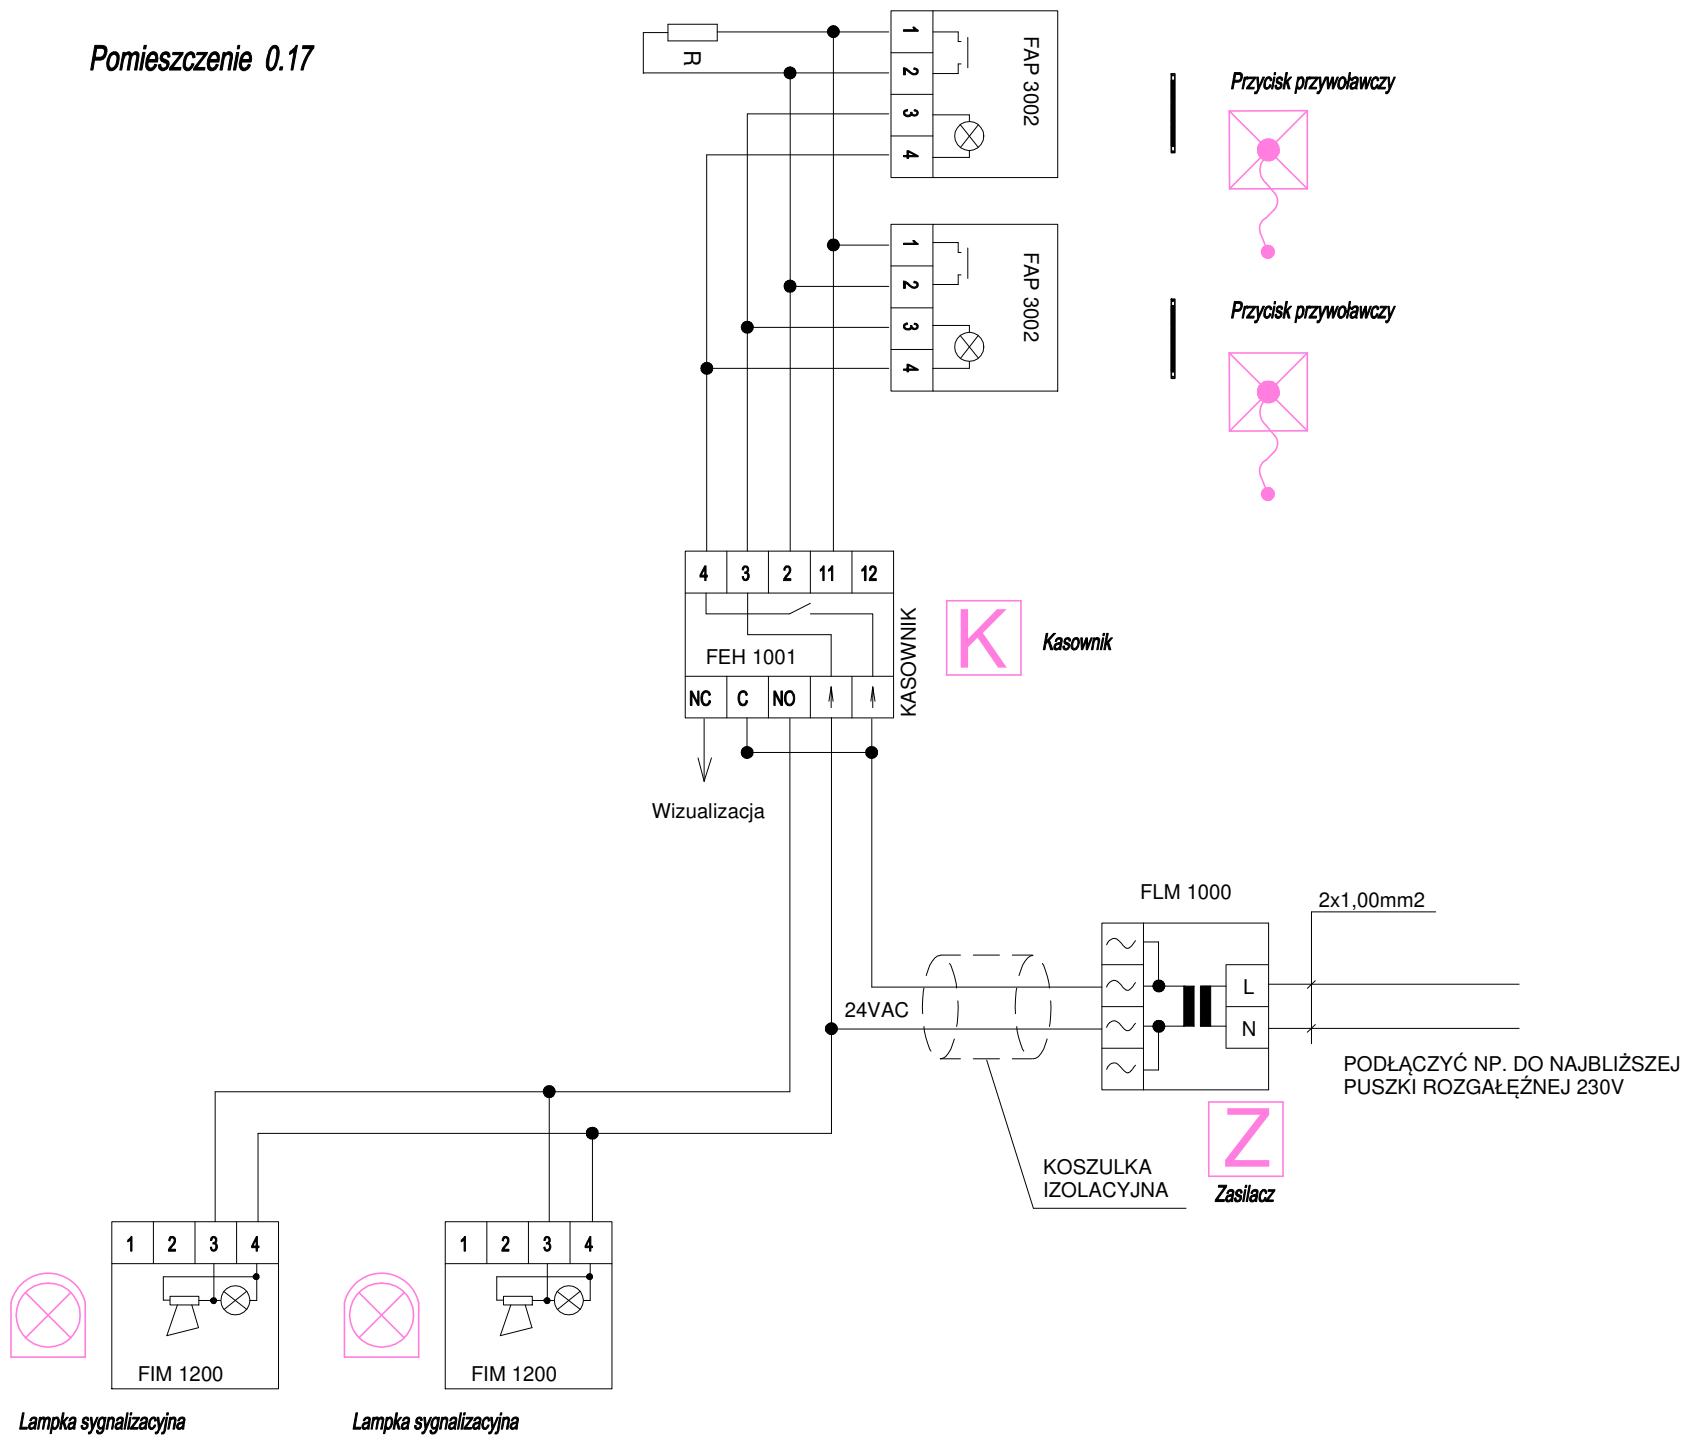 Pomieszczenie 0.17
R
1
2
3
4
FAP 3002
Przycisk przywoławczy
1
2
3
4
FAP 3002
Przycisk przywoławczy
4 3 2 11 12
FEH 1001
KASOWNIK
NC C NO
K
Kasownik
Wizualizacja
FLM 1000
2x1,00mm2
24VAC
L
N
PODŁĄCZYĆ NP. DO NAJBLIŻSZEJ
PUSZKI ROZGAŁĘŹNEJ 230V
Z
Zasilacz
KOSZULKA
IZOLACYJNA
1 2 3 4
FIM 1200
Lampka sygnalizacyjna
1 2 3 4
FIM 1200
Lampka sygnalizacyjna